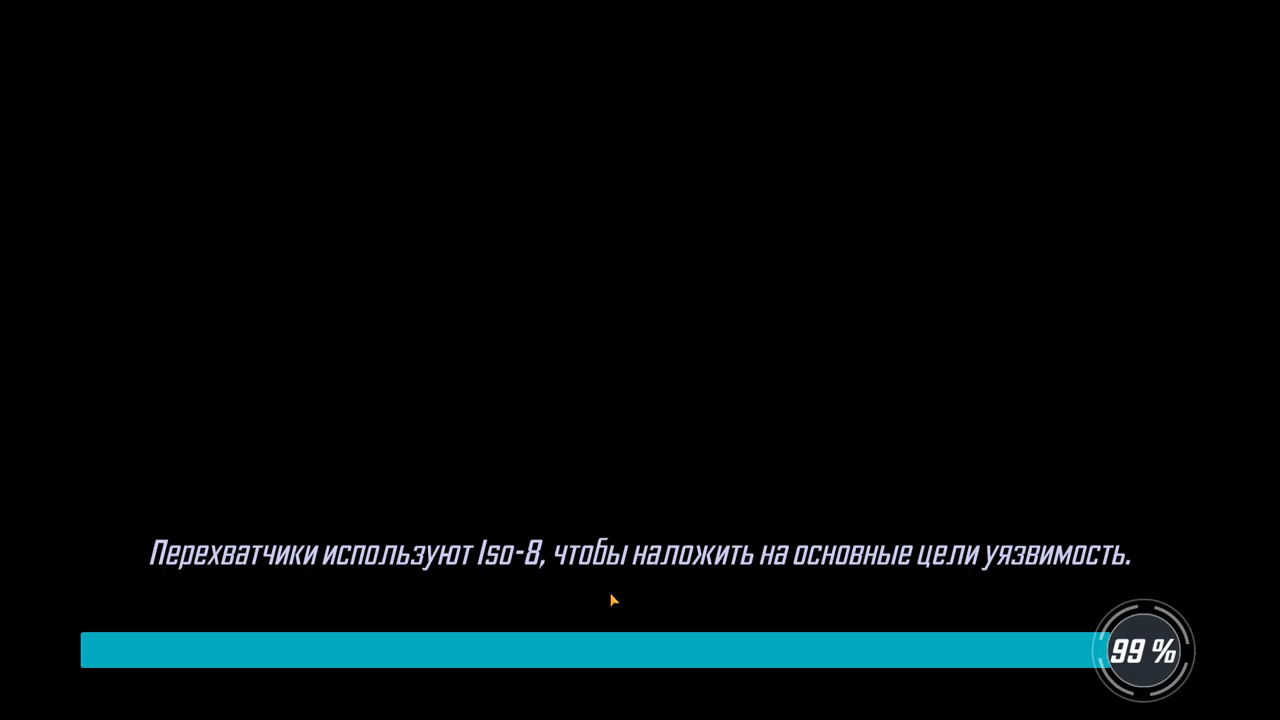 Перехватчики используют Iso-8, чтобы наложить на основные цели уязвимость.
99 %